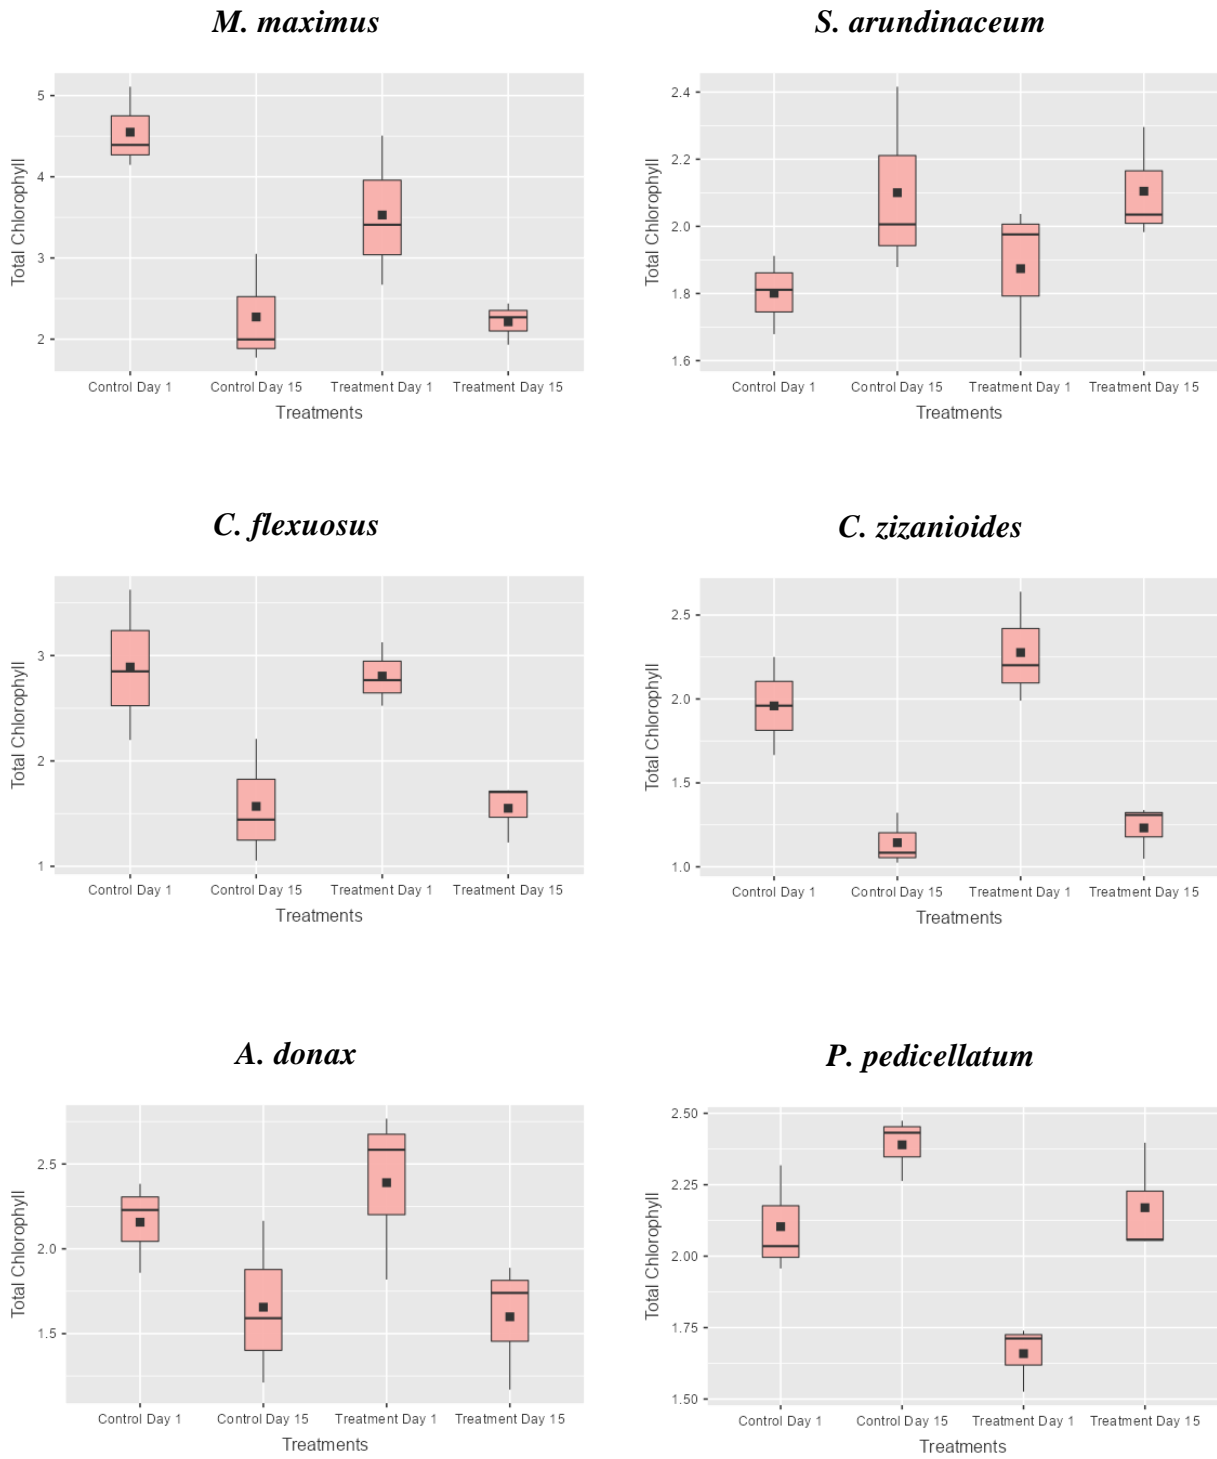 M. maximus
Total Chlorophyll
5
4
3
2
Control Day 1 Control Day 15 Treatment Day 1 Treatment Day 15
Treatments
S. arundinaceum
Total Chlorophyll
2.4
2.2
2.0
1.8
1.6
Control Day 1 Control Day 15 Treatment Day 1 Treatment Day 15
Treatments
C. flexuosus
Total Chlorophyll
3
2
1
Control Day 1 Control Day 15 Treatment Day 1 Treatment Day 15
Treatments
C. zizanioides
Total Chlorophyll
2.5
2.0
1.5
1.0
Control Day 1 Control Day 15 Treatment Day 1 Treatment Day 15
Treatments
A. donax
Total Chlorophyll
2.5
2.0
1.5
Control Day 1 Control Day 15 Treatment Day 1 Treatment Day 15
Treatments
P. pedicellatum
Total Chlorophyll
2.50
2.25
2.00
1.75
1.50
Control Day 1 Control Day 15 Treatment Day 1 Treatment Day 15
Treatments